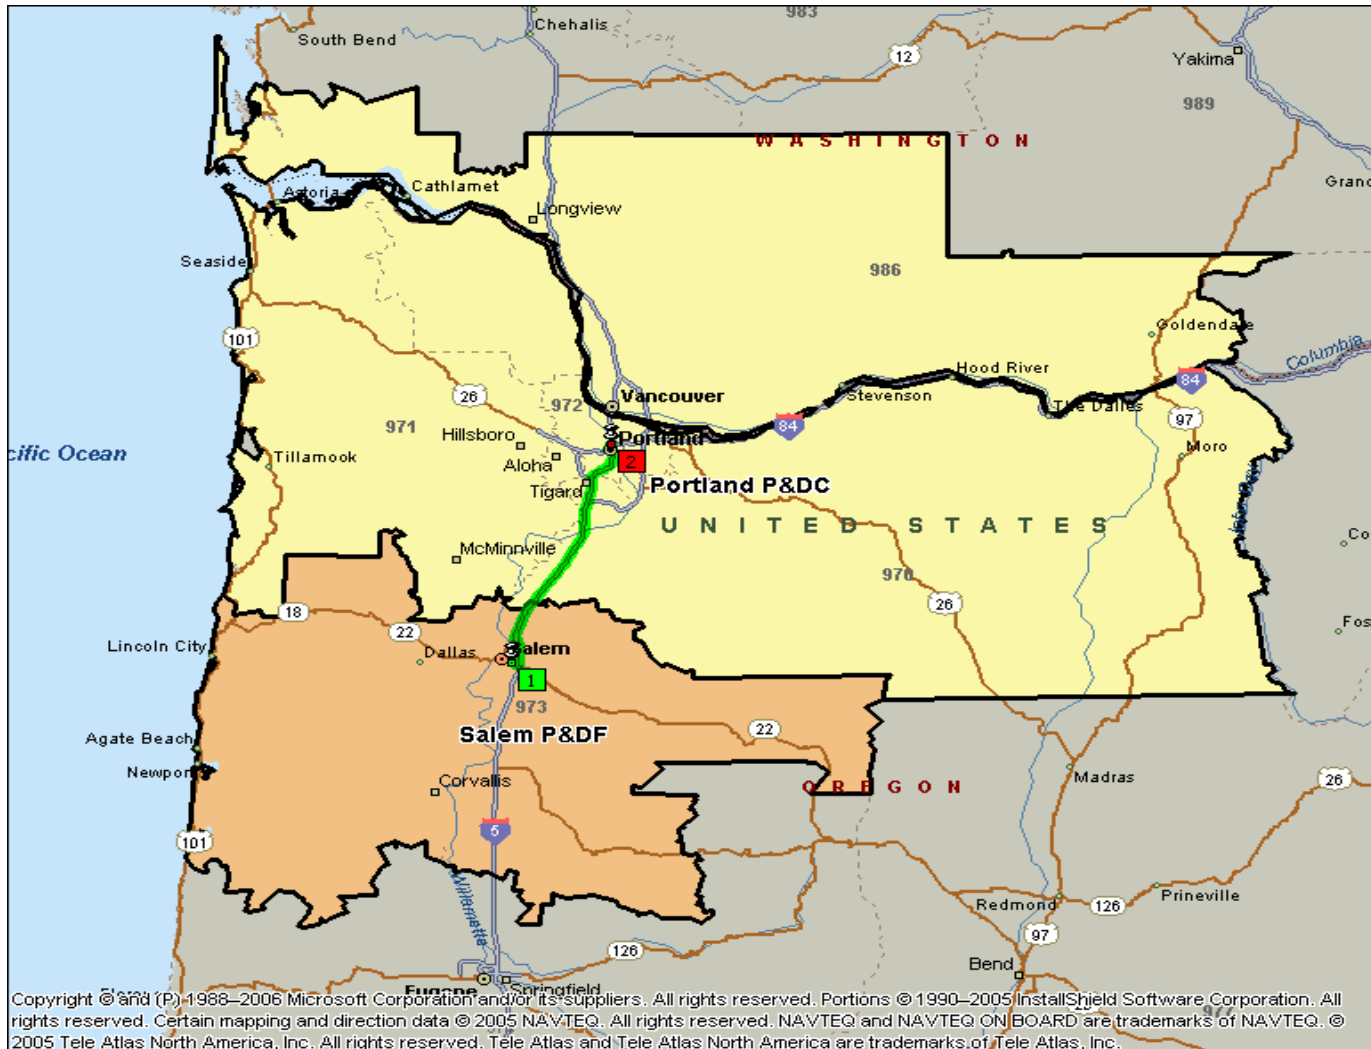 983
Chehalis
South Bend
12
Yakima
989
WASHINGTON
Grand
Astoria
Cathlamet
Longview
Seaside
986
101
Goldendale
Columbia
Hood River
84
26
972
Vancouver
Stevenson
The Dalles
84
97
971
Hillsboro
Portland
Moro
cific Ocean
Tillamook
Aloha
2
Tigard
Portland P&DC
UNITED STATES
McMinnville
970
Co
26
18
22
Fos
Lincoln City
Dallas
Salem
1
973
Salem P&DF
22
Agate Beach
Newport
Madras
OREGON
26
Corvallis
5
101
Willamette
Prineville
Redmond
126
97
126
Bend
Eugene
Springfield
Copyright © and (P) 1988–2006 Microsoft Corporation and/or its suppliers. All rights reserved. Portions © 1990–2005 InstallShield Software Corporation. All
rights reserved. Certain mapping and direction data © 2005 NAVTEQ. All rights reserved. NAVTEQ and NAVTEQ ON BOARD are trademarks of NAVTEQ. ©
2005 Tele Atlas North America, Inc. All rights reserved. Tele Atlas and Tele Atlas North America are trademarks of Tele Atlas, Inc.